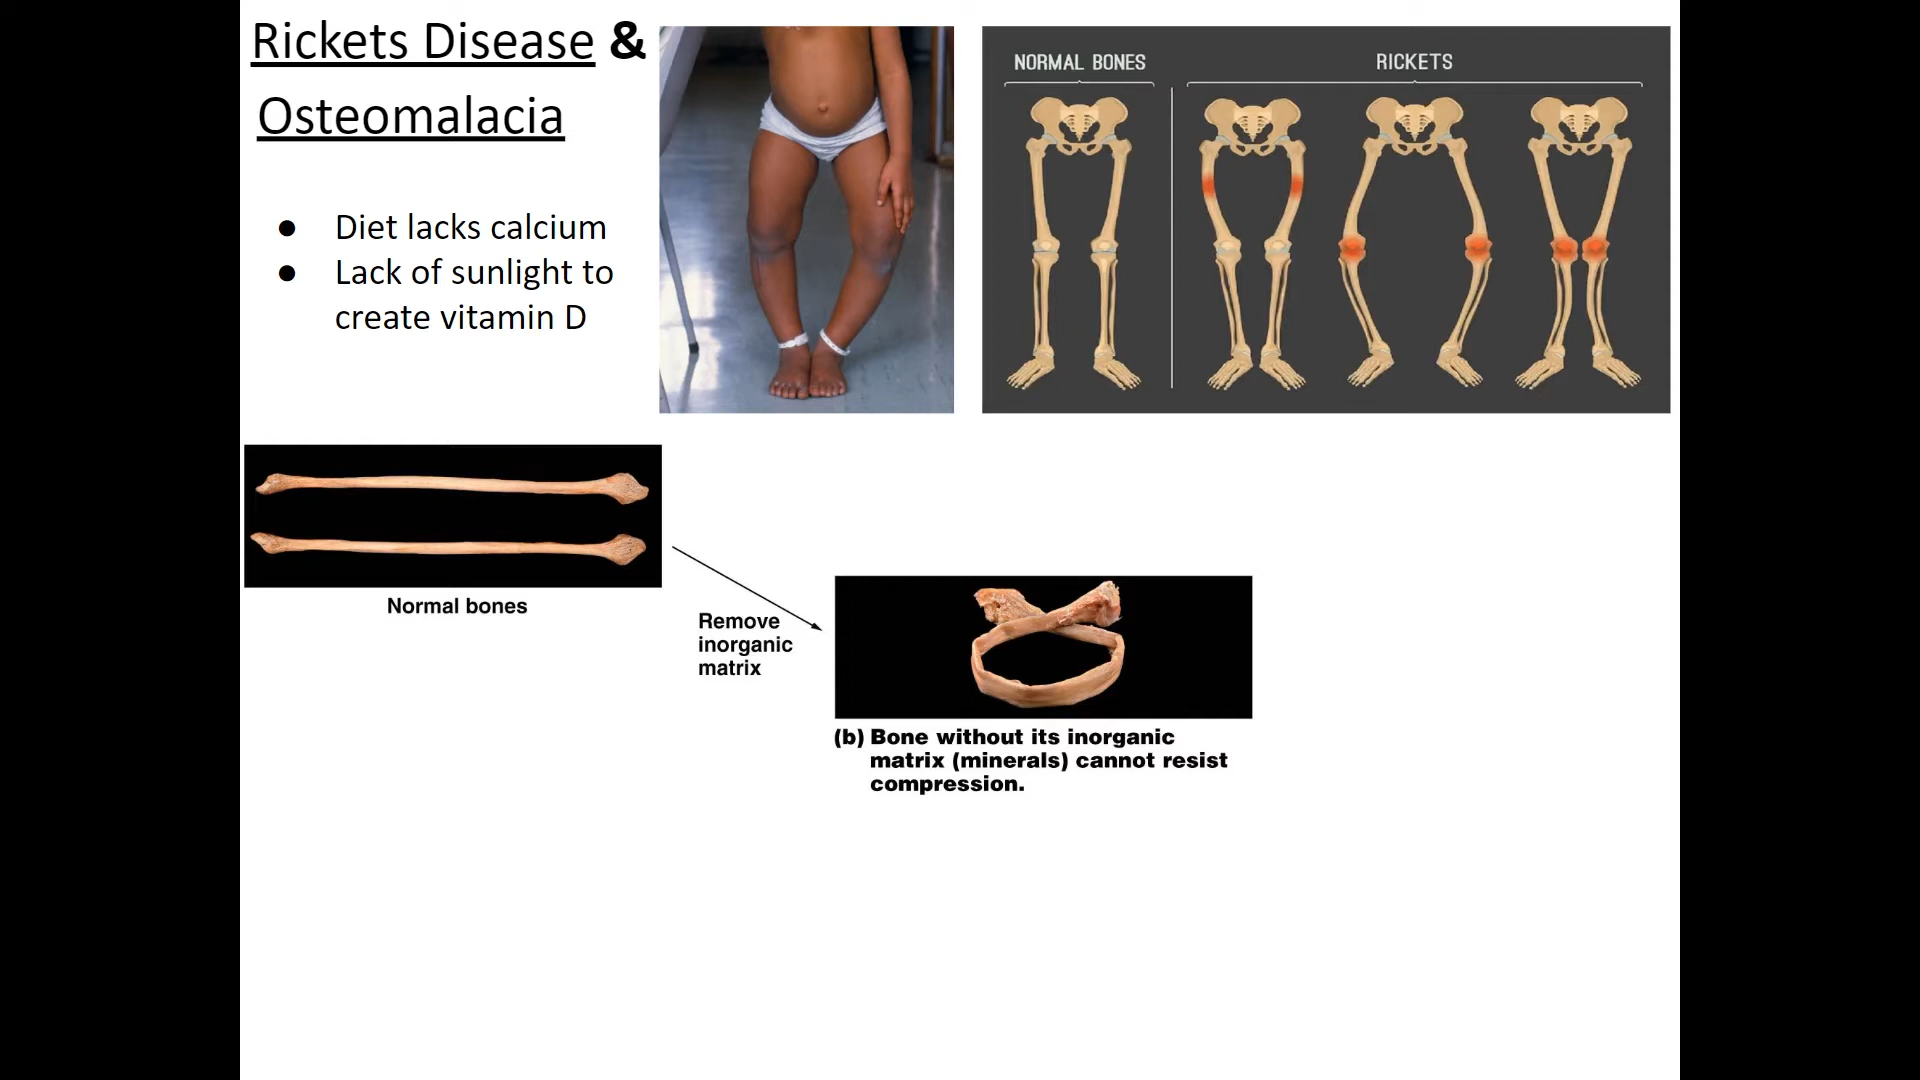 Rickets Disease &
Osteomalacia
● Diet lacks calcium
● Lack of sunlight to
create vitamin D
NORMAL BONES
RICKETS
Normal bones
Remove
inorganic
matrix
(b) Bone without its inorganic
matrix (minerals) cannot resist
compression.